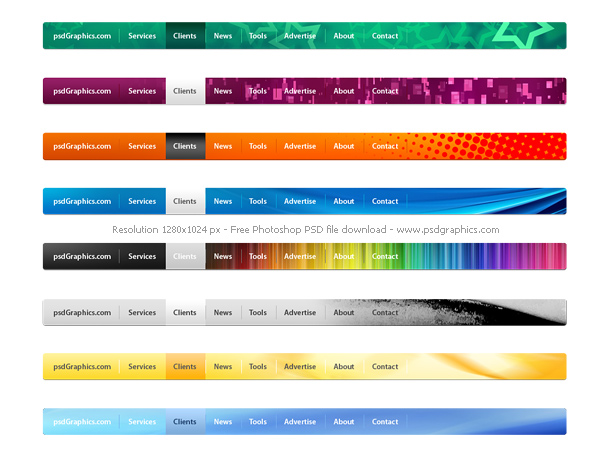 psdGraphics.com Services Clients News Tools Advertise About Contact
psdGraphics.com Services Clients News Tools Advertise About Contact
psdGraphics.com Services Clients News Tools Advertise About Contact
psdGraphics.com Services Clients News Tools Advertise About Contact
Resolution 1280x1024 px - Free Photoshop PSD file download - www.psdgraphics.com
psdGraphics.com Services Clients News Tools Advertise About Contact
psdGraphics.com Services Clients News Tools Advertise About Contact
psdGraphics.com Services Clients News Tools Advertise About Contact
psdGraphics.com Services Clients News Tools Advertise About Contact